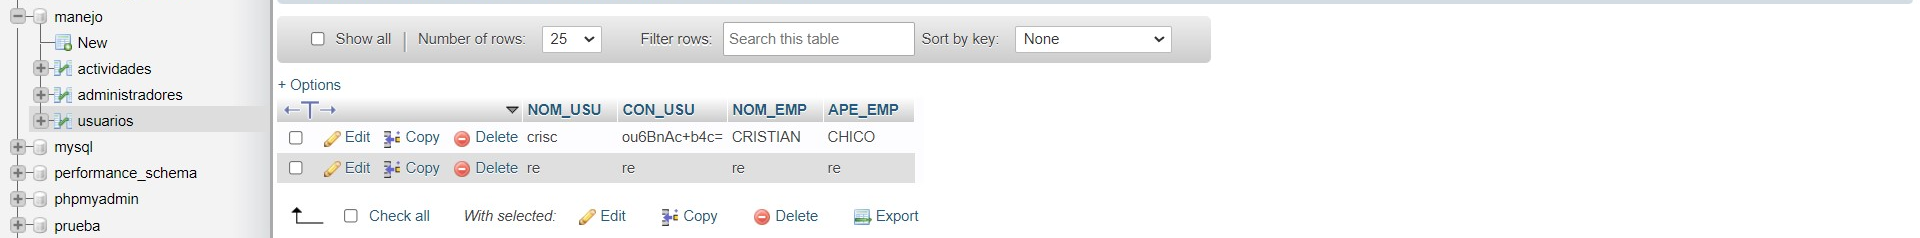 manejo
New
actividades
administradores
usuarios
mysql
performance_schema
phpmyadmin
prueba
Show all | Number of rows: 25 Filter rows: Search this table Sort by key: None
+ Options
←T→ NOM_USU CON_USU NOM_EMP APE_EMP
Edit Copy Delete crisc ou6BnAc+b4c= CRISTIAN CHICO
Edit Copy Delete re re re re
Check all With selected: Edit Copy Delete Export